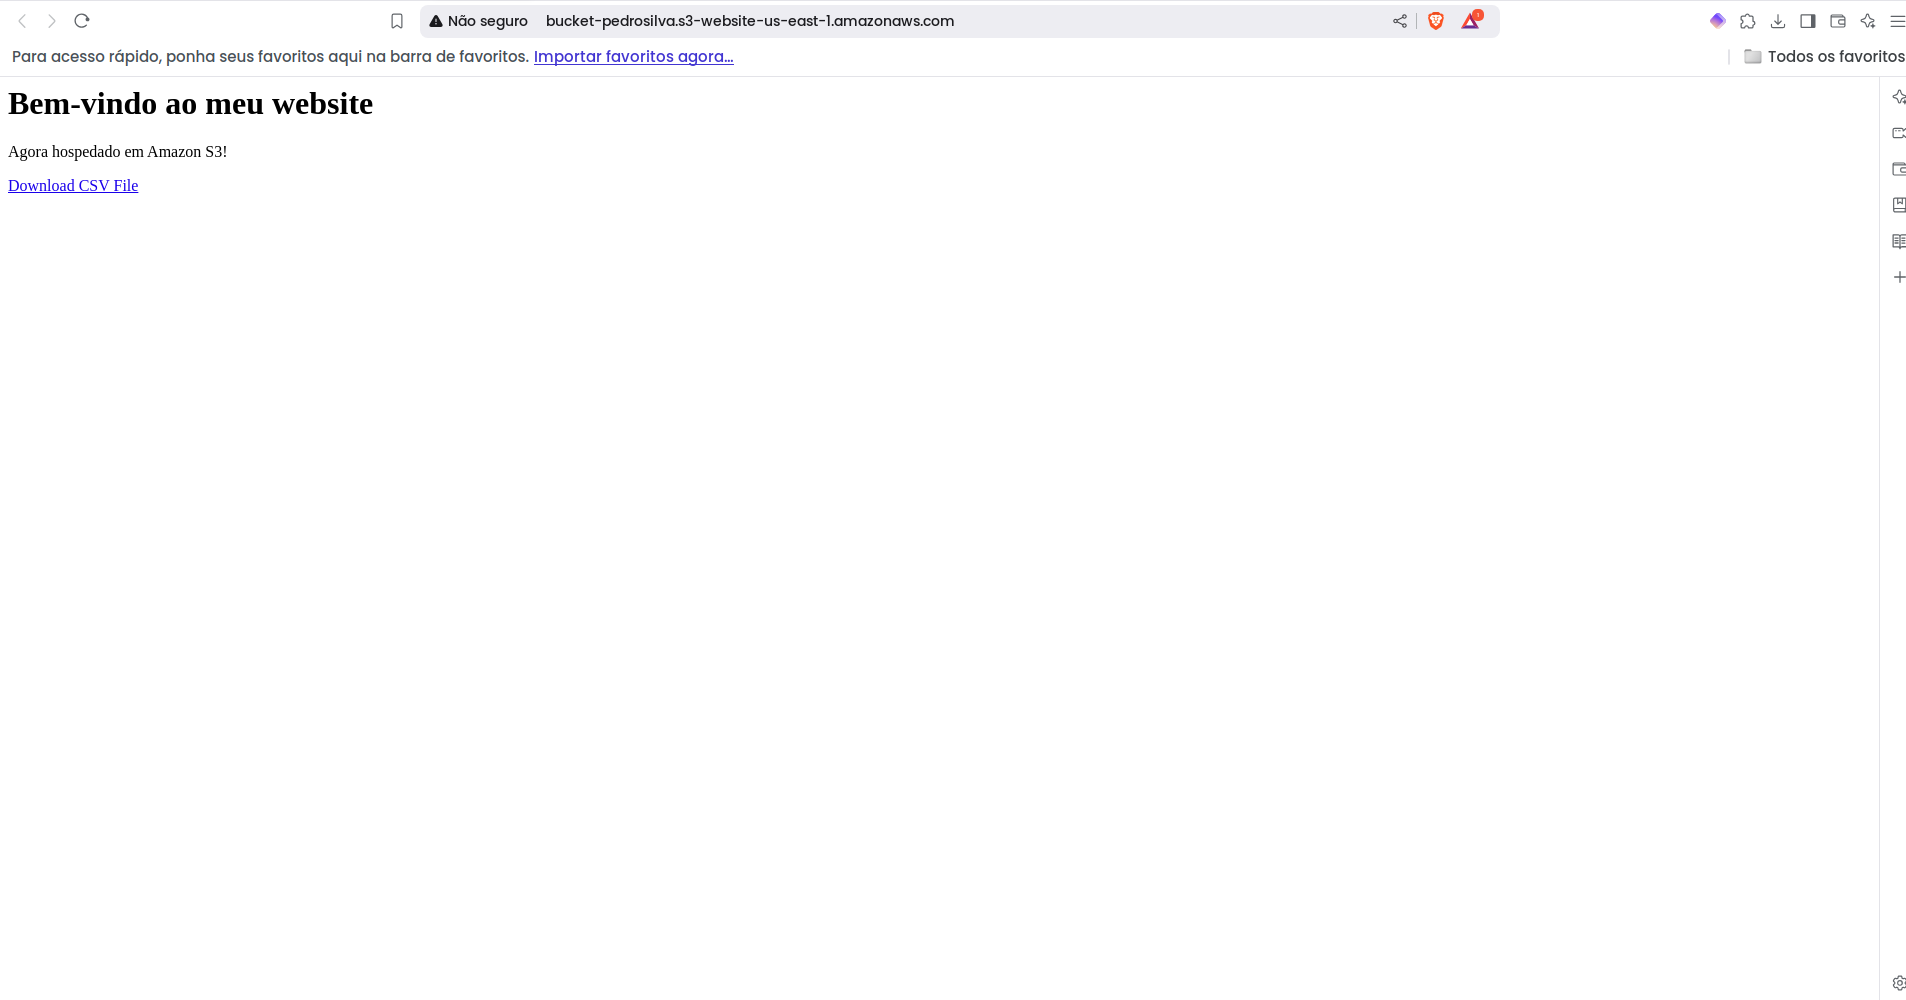 Não seguro bucket-pedrosilva.s3-website-us-east-1.amazonaws.com
Para acesso rápido, ponha seus favoritos aqui na barra de favoritos. Importar favoritos agora... Todos os favoritos
Bem-vindo ao meu website
Agora hospedado em Amazon S3!
Download CSV File